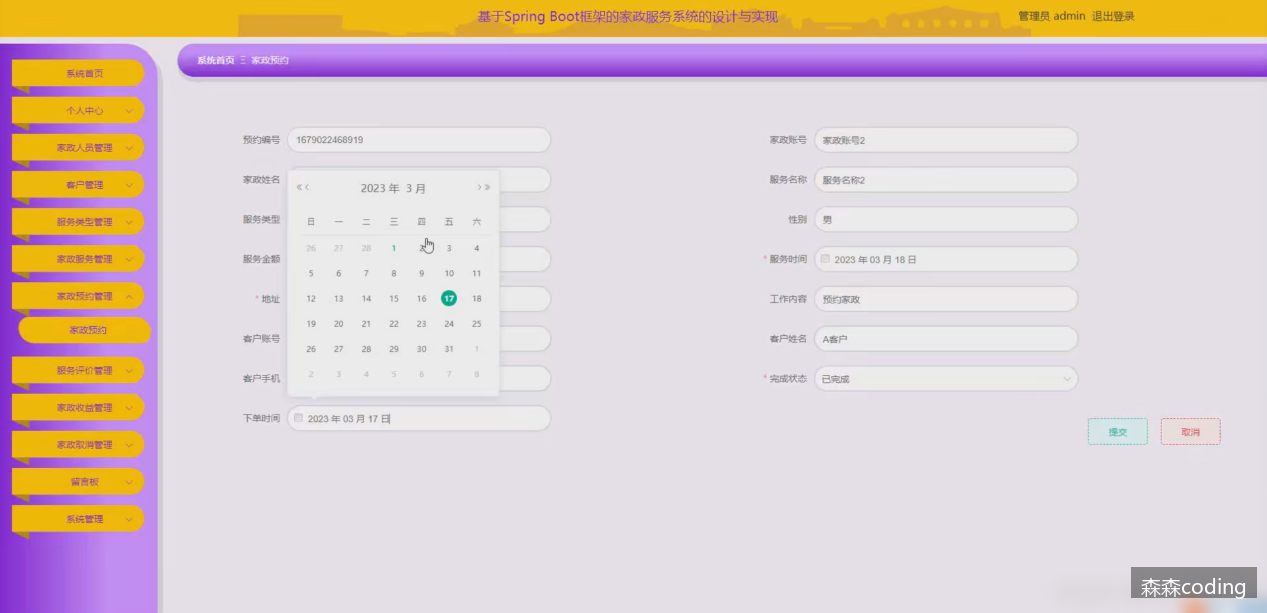 基于Spring Boot框架的家政服务系统的设计与实现
管理员 admin 退出登录
系统首页
个人中心
家政人员管理
客户管理
服务类型管理
家政服务管理
家政预约管理
家政预约
服务评价管理
家政收益管理
家政取消管理
留言板
系统管理
系统首页 家政预约
预约编号 1679022468919
家政账号 家政账号2
家政姓名
服务名称 服务名称2
服务类型
性别 男
服务金额
*服务时间 2023 年 03 月 18 日
*地址
工作内容 预约家政
客户账号
客户姓名 A客户
客户手机
*完成状态 已完成
下单时间 2023 年 03 月 17 日
« ‹ 2023 年 3 月 › »
日 一 二 三 四 五 六
26 27 28 1 2 3 4
5 6 7 8 9 10 11
12 13 14 15 16 17 18
19 20 21 22 23 24 25
26 27 28 29 30 31 1
2 3 4 5 6 7 8
提交
取消
森森coding